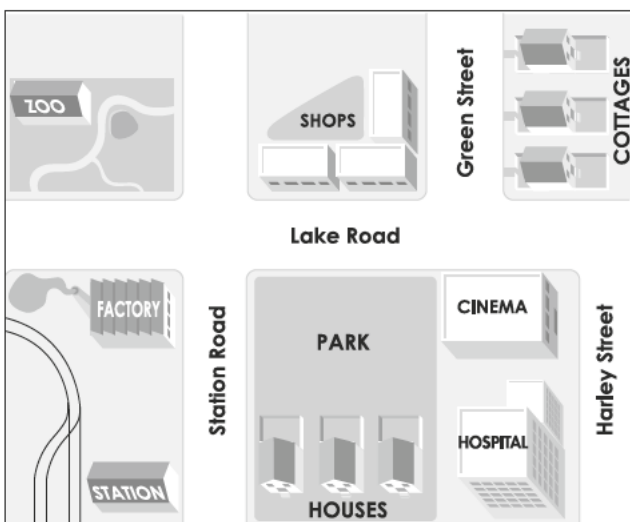 ZOO
SHOPS
Green Street
COTTAGES
Lake Road
FACTORY
Station Road
PARK
CINEMA
Harley Street
HOSPITAL
STATION
HOUSES